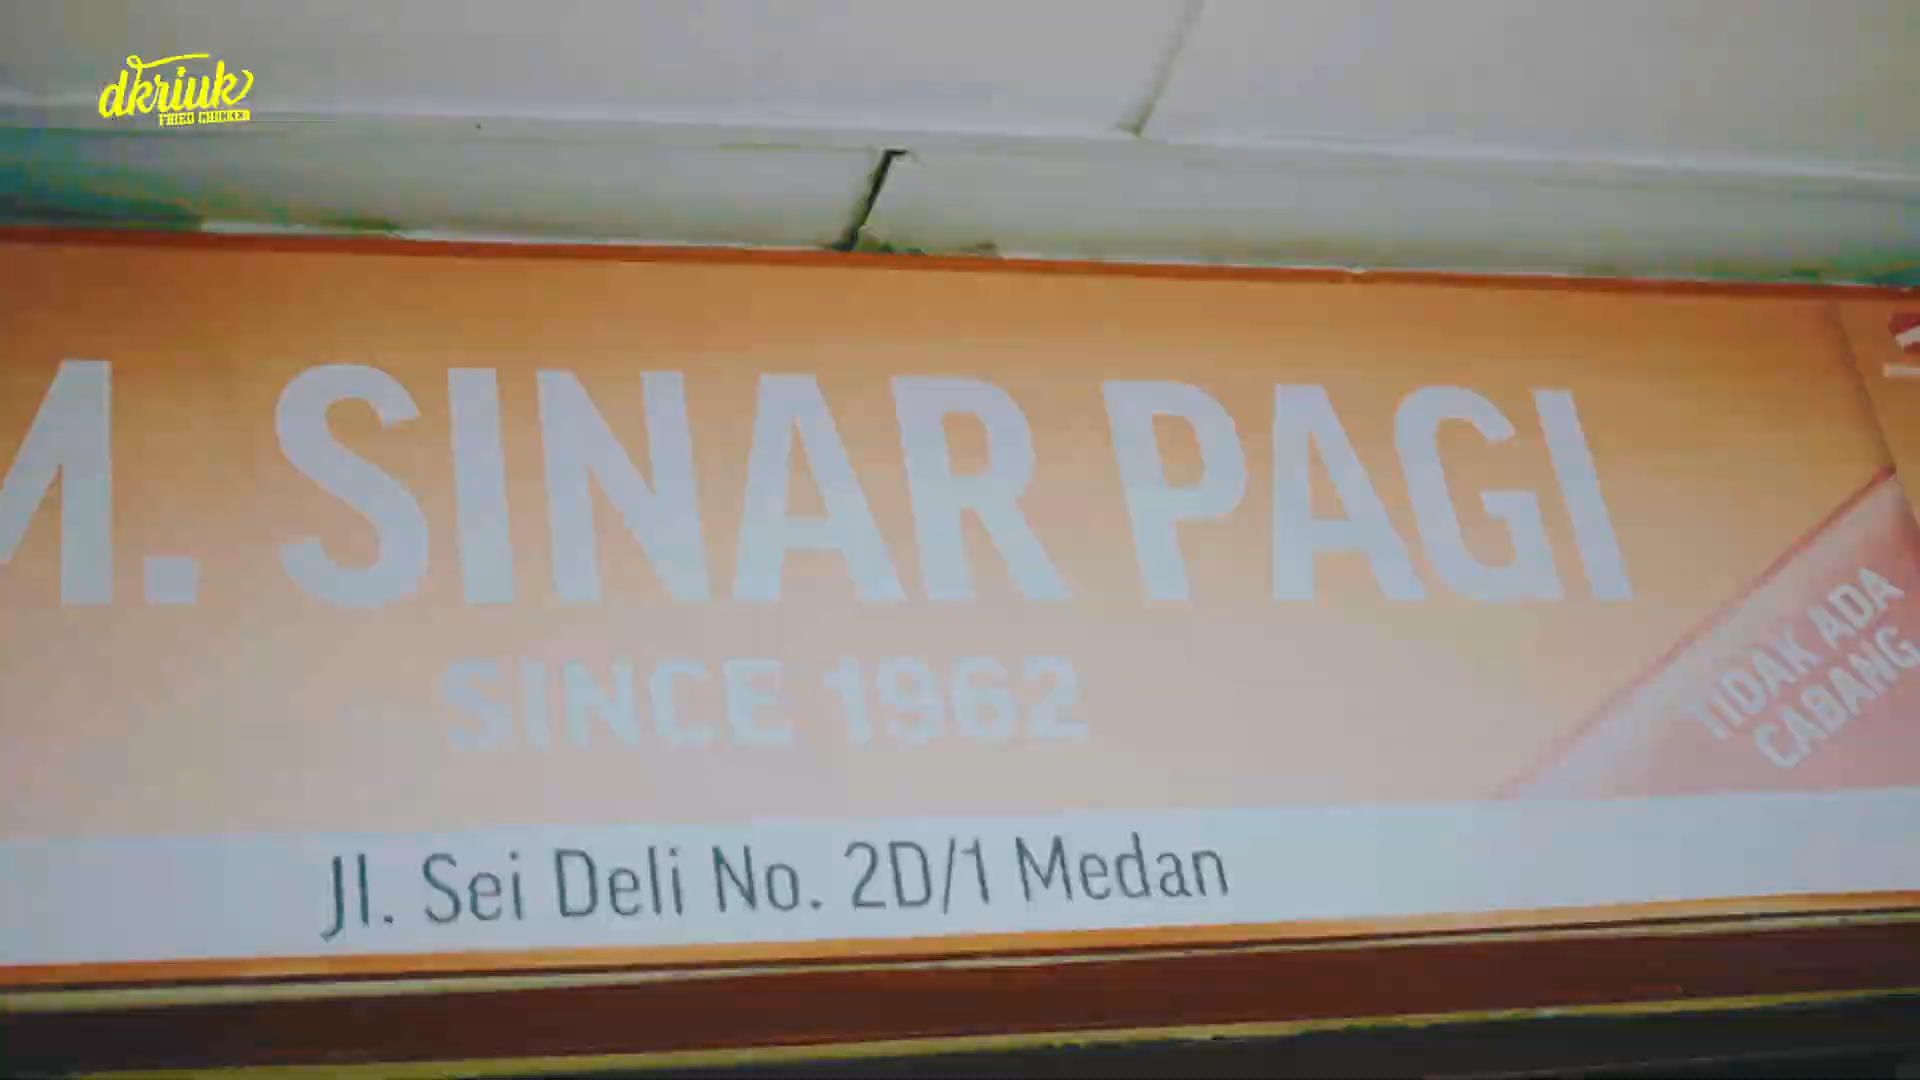 dkriuk
FRIED CHICKEN
M. SINAR PAGI
SINCE 1962
TIDAK ADA
CABANG
Jl. Sei Deli No. 2D/1 Medan